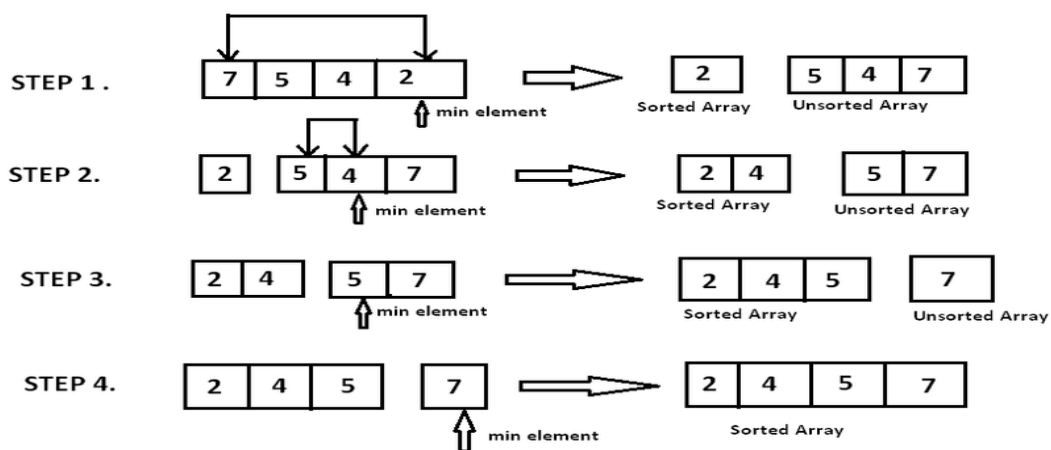 STEP 1 . 7 5 4 2 2 5 4 7
min element Sorted Array Unsorted Array
STEP 2. 2 5 4 7 2 4 5 7
min element Sorted Array Unsorted Array
STEP 3. 2 4 5 7 2 4 5 7
min element Sorted Array Unsorted Array
STEP 4. 2 4 5 7 2 4 5 7
min element Sorted Array